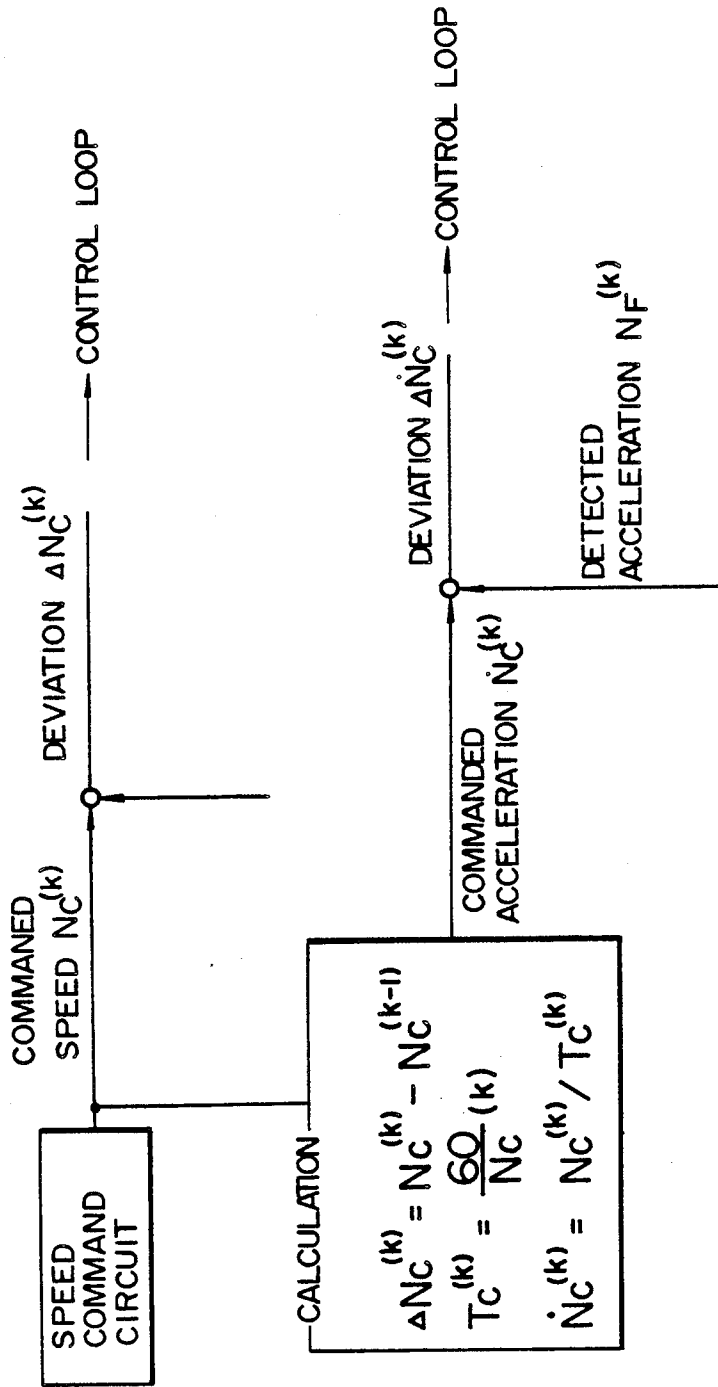 SPEED
COMMAND
CIRCUIT
COMMANED
SPEED Nc^(k)
DEVIATION ΔNc^(k)
CONTROL LOOP
CALCULATION
ΔNc^(k) = Nc^(k) – Nc^(k-1)
Tc^(k) = 60/Nc^(k)
Ṅc^(k) = Nc^(k) / Tc^(k)
COMMANDED
ACCELERATION Ṅc^(k)
DEVIATION ΔṄc^(k)
CONTROL LOOP
DETECTED
ACCELERATION NF^(k)